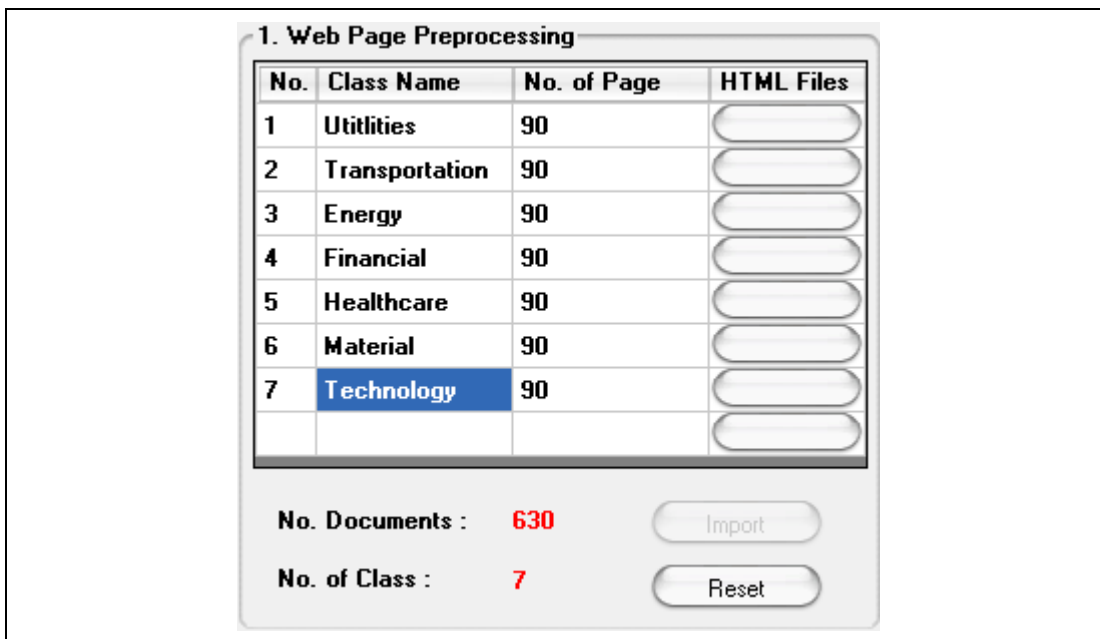 1. Web Page Preprocessing
No. Class Name No. of Page HTML Files
1 Utitlities 90
2 Transportation 90
3 Energy 90
4 Financial 90
5 Healthcare 90
6 Material 90
7 Technology 90
No. Documents : 630 Import
No. of Class : 7 Reset